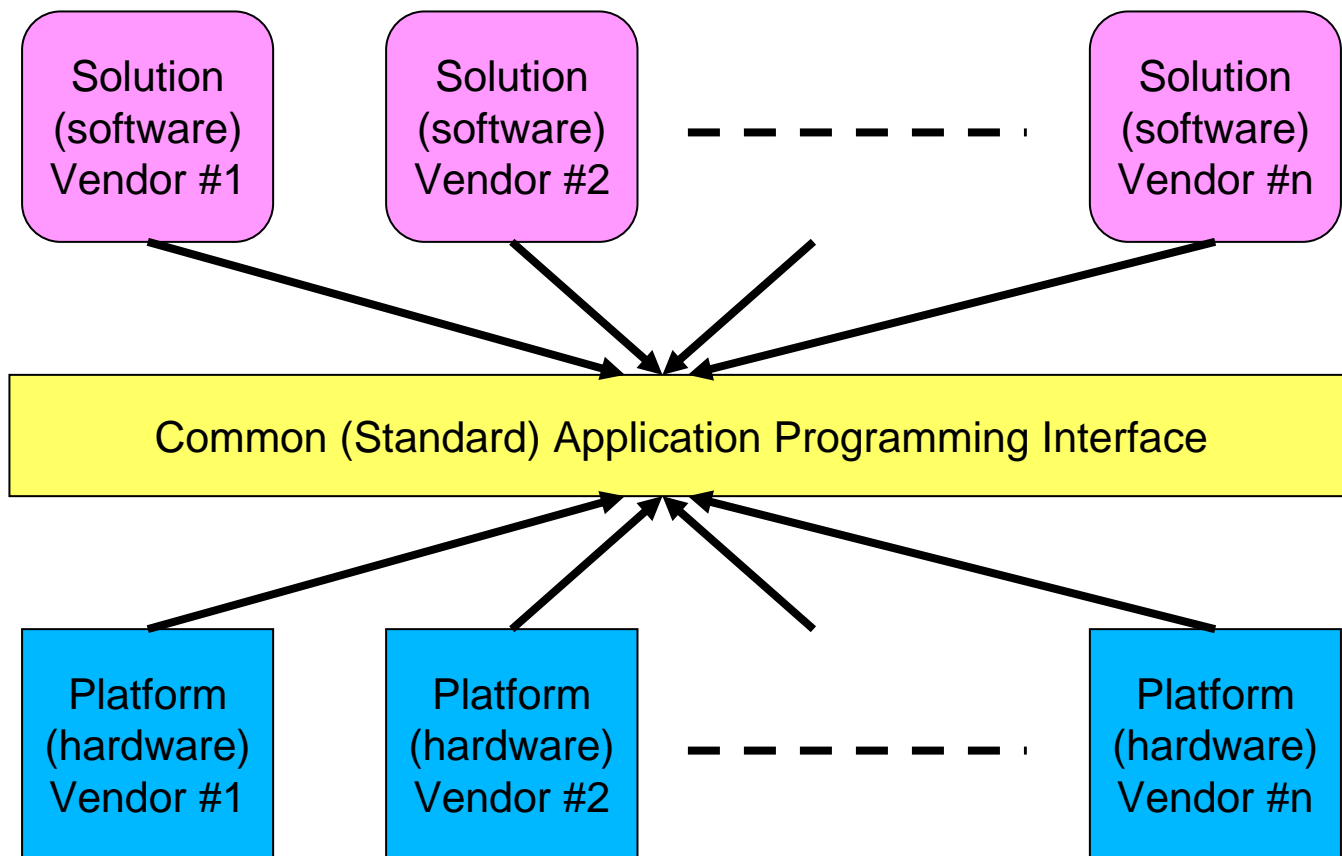 Solution
(software)
Vendor #1
Solution
(software)
Vendor #2
Solution
(software)
Vendor #n
Common (Standard) Application Programming Interface
Platform
(hardware)
Vendor #1
Platform
(hardware)
Vendor #2
Platform
(hardware)
Vendor #n